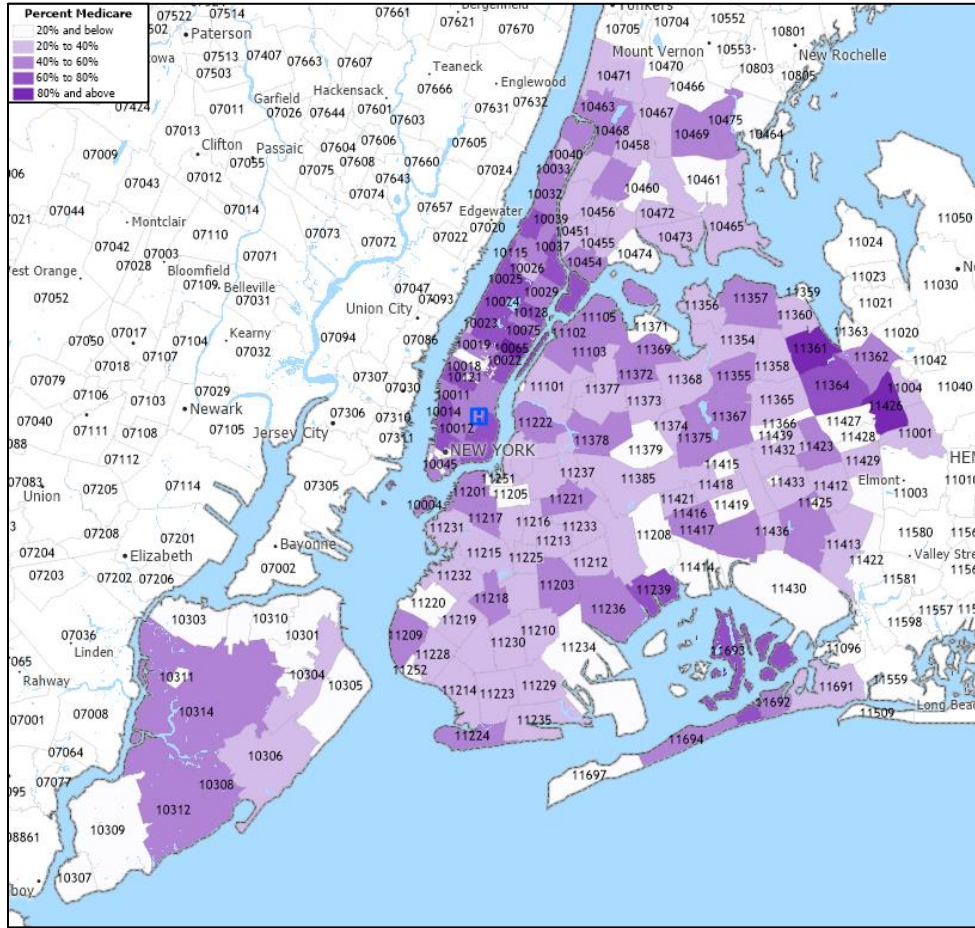 Percent Medicare
20% and below
20% to 40%
40% to 60%
60% to 80%
80% and above
07522 07514 07661 Bergenfield 07621 07670 10705 10704 10552 10801
Paterson Mount Vernon 10553 New Rochelle
07513 07407 07663 07607 Teaneck 10701 10470 10803 10805
07503 Hackensack 07666 Englewood 10471 10466
07424 07011 Garfield 07026 07644 07601 07631 07632 10463 10467 10475
07013 07603 10468 10469 10464
07009 Clifton Passaic 07604 07606 07605 10458
07012 07055 07075 07608 07660 07024 10040 10033 10460 10461
07043 07643 07074 10032
07044 07014 07657 Edgewater 10039 10456 10472 10465 11050
Montclair 07020 10451
07042 07110 07073 07072 07022 10037 10455 10473 11024
West Orange 07003 07071 10115 10026 10454 10474
07028 Bloomfield 07109 Belleville 07047 10025 10029 11023 11030
07052 07031 07093 10024 10128 11356 11357 11359 11021
Union City 11105 11360
07017 Kearny 10023 10075 11102 11371 11354 11363 11020
07050 07104 07032 07094 07086 10019 10065 11103 11369 11361 11362 11042
07107 10018 10022 11358
07018 07307 07030 10121 11372 11355 11364 11004 11040
07079 07029 10011 11101 11377 11368 11365 11426
07106 07103 Newark 07306 07310 10014 H 11373 11427
07040 07111 07108 07105 Jersey City 07311 10012 11222 11374 11367 11366 11428 11001
11378 11375 11439 11423
07112 NEW YORK 11379 11432 11429
10045 11237 11415
07083 07114 07305 11251 11385 11418 11433 11412 Elmont 11010
Union 07205 10004 11201 11205 11221 11421 11419 11425 11003
11217 11216 11233 11416
07208 07201 Bayonne 11231 11213 11208 11417 11436 11413 11580
07204 Elizabeth 11215 11225 11422 Valley
07203 07202 07206 07002 11232 11212 11414
11218 11203 11239 11430 11581
10303 10310 11220 11219 11236 11557
07036 10301 11209 11210 11234 11598
Linden 11228 11230 11693 11096
Rahway 10311 10304 10305 11252 11559
10314 11214 11223 11229 11692 11691
07001 07008 11235 11509 Long
10306 11224 11694
07064
07077 10308 11697
10312
10309
10307